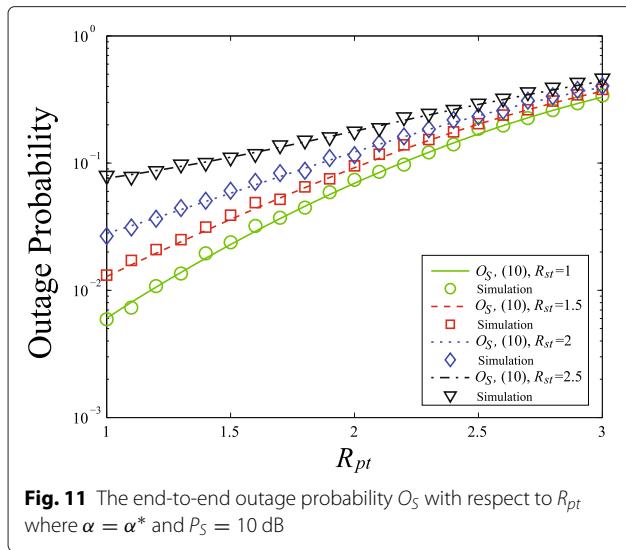 10⁰
10⁻¹
10⁻²
10⁻³
Outage Probability
1
1.5
2
2.5
3
R_pt
O_S, (10), R_st=1
Simulation
O_S, (10), R_st=1.5
Simulation
O_S, (10), R_st=2
Simulation
O_S, (10), R_st=2.5
Simulation
Fig. 11 The end-to-end outage probability O_S with respect to R_pt
where α = α* and P_S = 10 dB